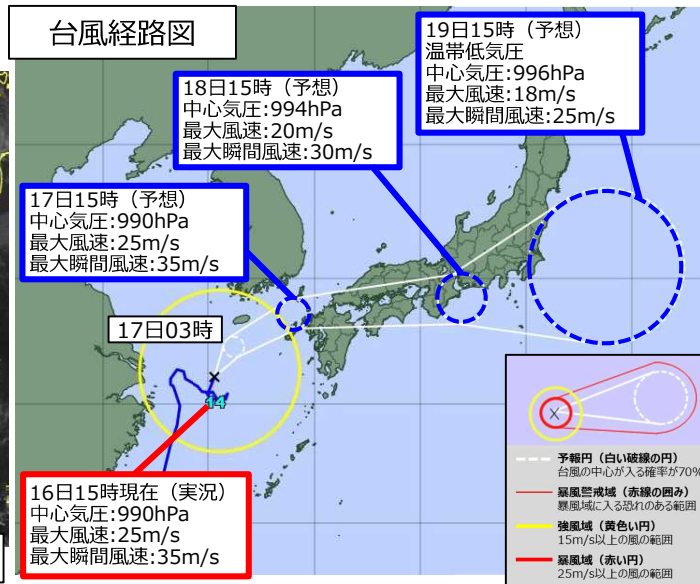 台風経路図
19日15時（予想）
温帯低気圧
中心気圧:996hPa
最大風速:18m/s
最大瞬間風速:25m/s
18日15時（予想）
中心気圧:994hPa
最大風速:20m/s
最大瞬間風速:30m/s
17日15時（予想）
中心気圧:990hPa
最大風速:25m/s
最大瞬間風速:35m/s
17日03時
14
16日15時現在（実況）
中心気圧:990hPa
最大風速:25m/s
最大瞬間風速:35m/s
予報円（白い破線の円）
台風の中心が入る確率が70%
暴風警戒域（赤線の囲み）
暴風域に入る恐れのある範囲
強風域（黄色い円）
15m/s以上の風の範囲
暴風域（赤い円）
25m/s以上の風の範囲